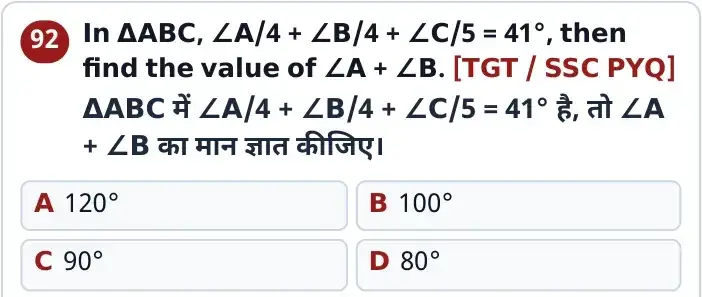 92 In ΔABC, ∠A/4 + ∠B/4 + ∠C/5 = 41°, then
find the value of ∠A + ∠B. [TGT / SSC PYQ]
ΔABC में ∠A/4 + ∠B/4 + ∠C/5 = 41° है, तो ∠A
+ ∠B का मान ज्ञात कीजिए।
A 120°
B 100°
C 90°
D 80°